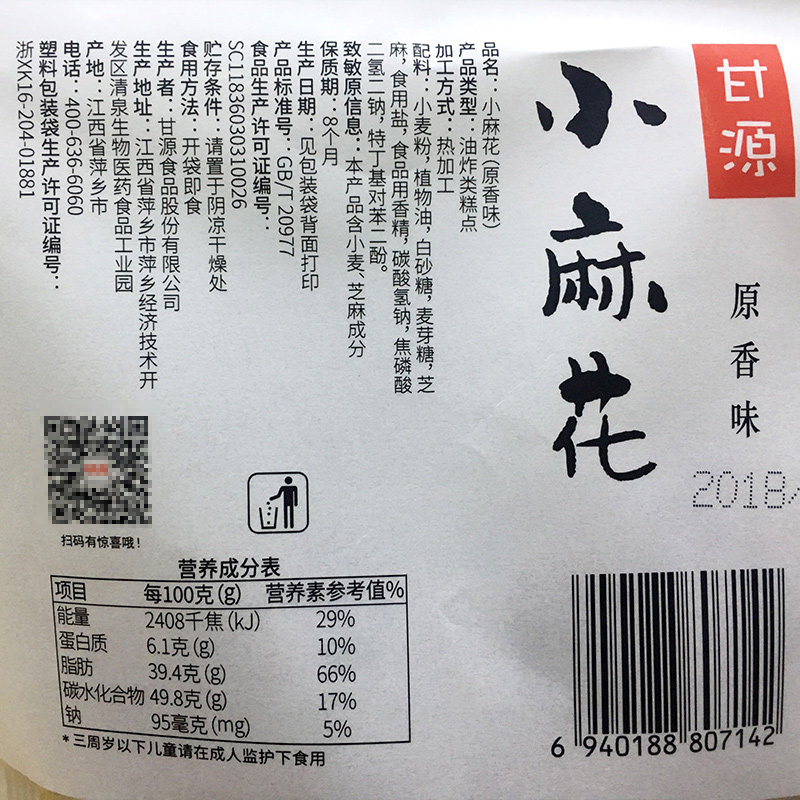 甘源
小麻花
原香味
2018
品名：小麻花(原香味)
产品类型：油炸类糕点
加工方式：热加工
配料：小麦粉，植物油，白砂糖，麦芽糖，芝
麻，食用盐，食品用香精，碳酸氢钠，焦磷酸
二氢二钠，特丁基对苯二酚。
致敏原信息：本产品含小麦、芝麻成分
保质期：8个月
生产日期：见包装袋背面打印
产品标准号：GB/T 20977
食品生产许可证编号：
SC11836030310026
贮存条件：请置于阴凉干燥处
食用方法：开袋即食
生产者：甘源食品股份有限公司
生产地址：江西省萍乡市萍乡经济技术开
发区清泉生物医药食品工业园
产地：江西省萍乡市
电话：400-636-6060
塑料包装袋生产许可证编号：
浙XK16-204-01881
扫码有惊喜哦！
营养成分表
项目 每100克(g) 营养素参考值%
能量 2408千焦(kJ) 29%
蛋白质 6.1克(g) 10%
脂肪 39.4克(g) 66%
碳水化合物 49.8克(g) 17%
钠 95毫克(mg) 5%
*三周岁以下儿童请在成人监护下食用
6 940188 807142